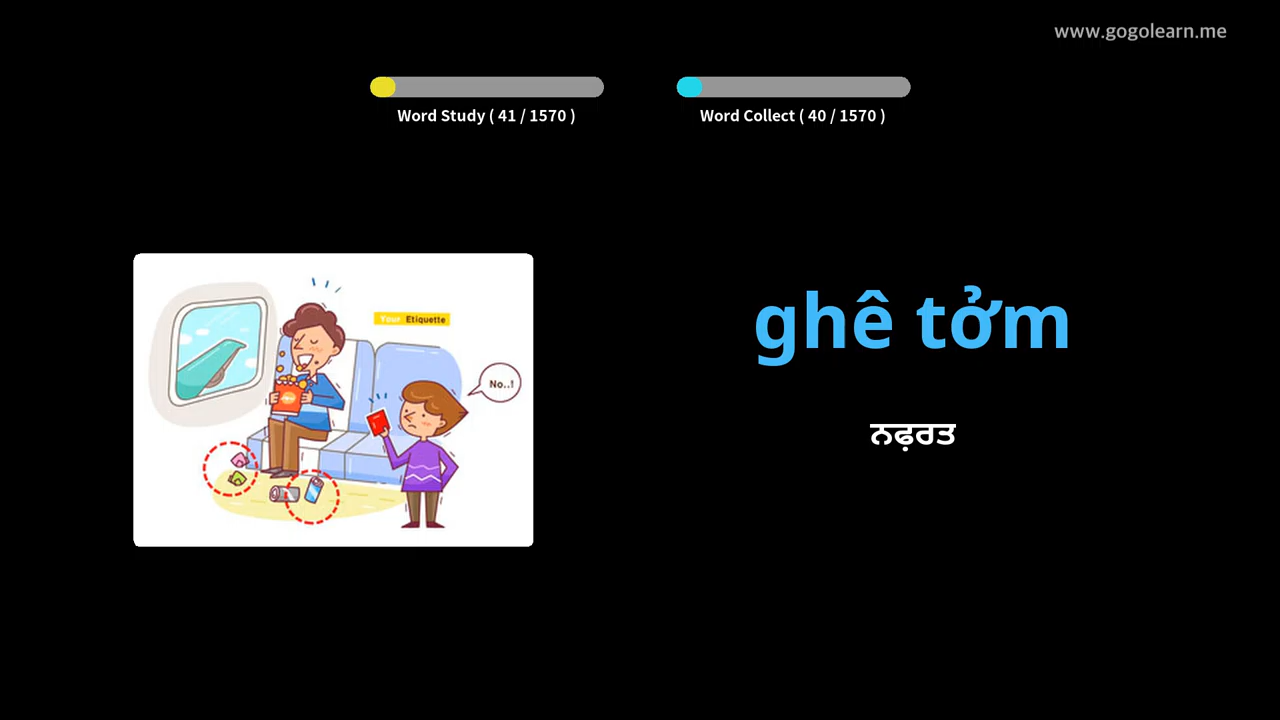 www.gogolearn.me
Word Study ( 41 / 1570 )
Word Collect ( 40 / 1570 )
Your Etiquette
No..!
ghê tởm
ਨਫ਼ਰਤ